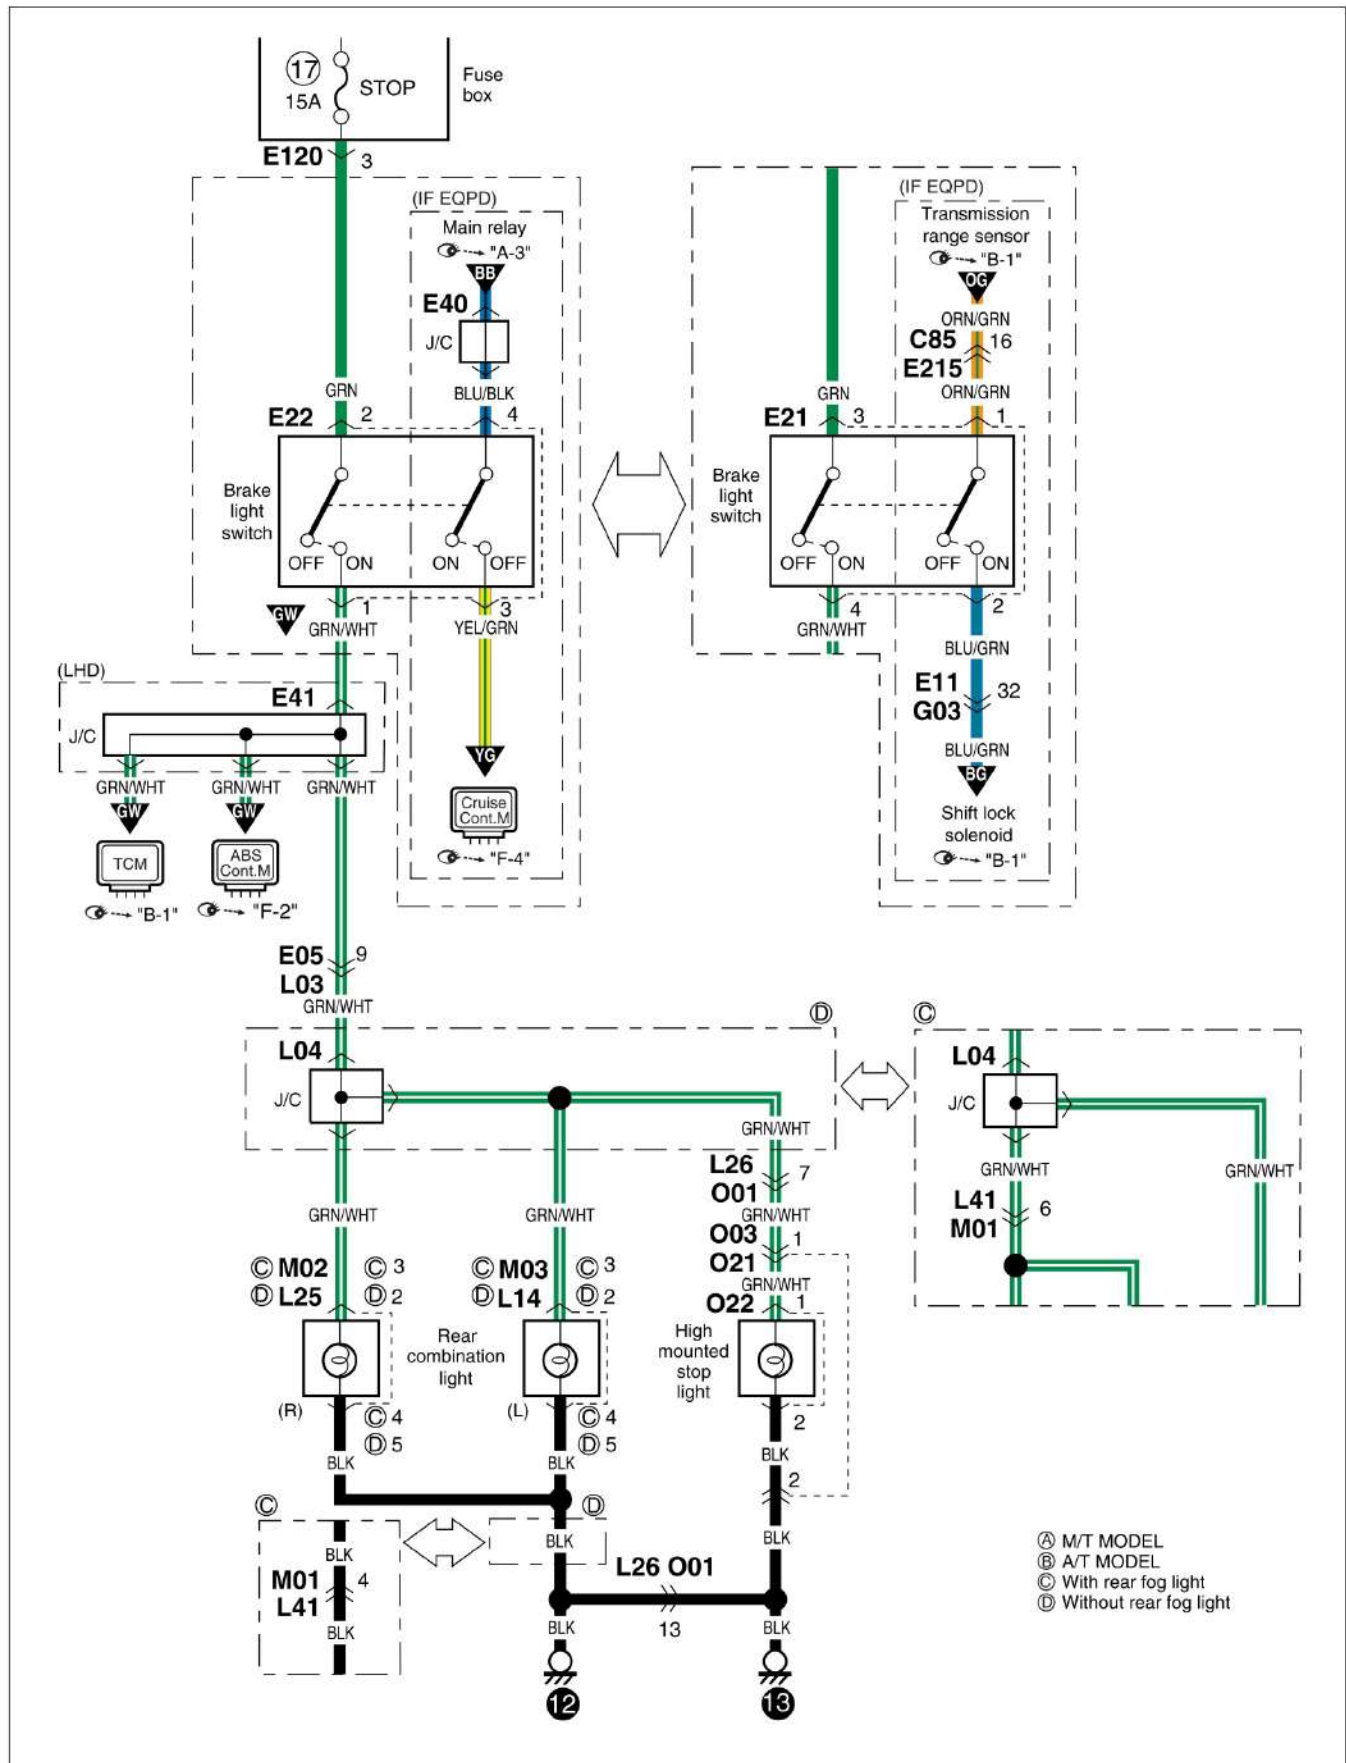 17
15A
STOP
Fuse
box
E120
3
(IF EQPD)
Main relay
"A-3"
BB
E40
J/C
BLU/BLK
GRN
E22
2
4
Brake
light
switch
OFF
ON
ON
OFF
1
3
GW
GRN/WHT
YEL/GRN
(IF EQPD)
Transmission
range sensor
"B-1"
OG
ORN/GRN
C85
16
E215
ORN/GRN
GRN
E21
3
1
Brake
light
switch
OFF
ON
OFF
ON
4
2
GRN/WHT
BLU/GRN
E11
32
G03
BLU/GRN
BG
Shift lock
solenoid
"B-1"
(LHD)
E41
J/C
GRN/WHT
GRN/WHT
GRN/WHT
GW
GW
YG
TCM
ABS
Cont.M
Cruise
Cont.M
"B-1"
"F-2"
"F-4"
E05
9
L03
GRN/WHT
D
C
L04
J/C
GRN/WHT
L26
7
O01
GRN/WHT
GRN/WHT
GRN/WHT
O03
1
O21
GRN/WHT
O22
1
L04
J/C
GRN/WHT
GRN/WHT
L41
6
M01
C M02
C 3
D L25
D 2
C M03
C 3
D L14
D 2
Rear
combination
light
High
mounted
stop
light
(R)
C 4
D 5
(L)
C 4
D 5
2
BLK
BLK
BLK
2
C
D
BLK
BLK
BLK
M01
4
L41
BLK
L26 O01
13
BLK
BLK
12
13
A M/T MODEL
B A/T MODEL
C With rear fog light
D Without rear fog light